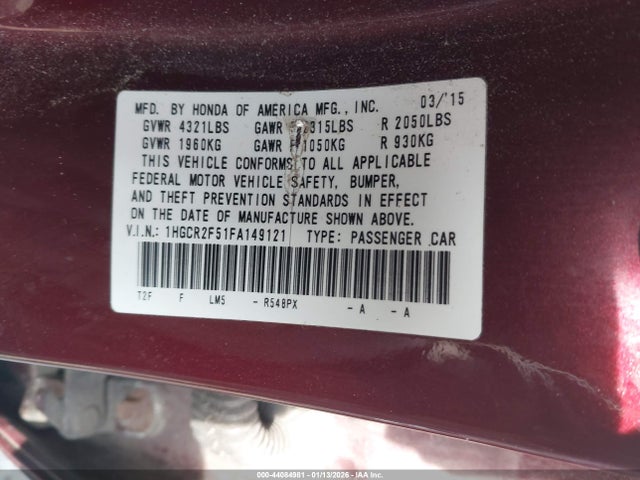 MFD. BY HONDA OF AMERICA MFG., INC. 03/'15
GVWR 4321LBS GAWR 315LBS R 2050LBS
GVWR 1960KG GAWR 1050KG R 930KG
THIS VEHICLE CONFORMS TO ALL APPLICABLE
FEDERAL MOTOR VEHICLE SAFETY, BUMPER,
AND THEFT PREVENTION STANDARDS IN EFFECT
ON THE DATE OF MANUFACTURE SHOWN ABOVE.
V.I.N.: 1HGCR2F51FA149121 TYPE: PASSENGER CAR
T2F F LM5 - R548PX - A - A
000-44084981 | 01/13/2026 | Copyright: IAA, Inc.